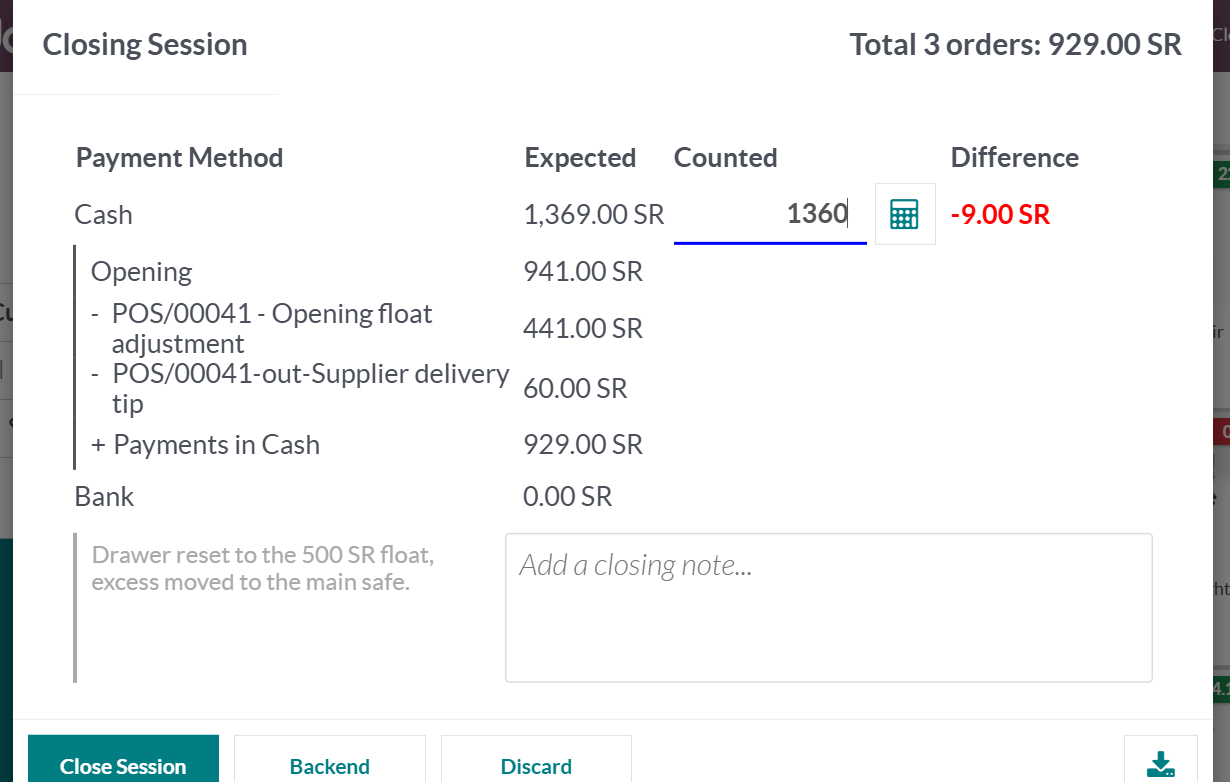 Closing Session
Total 3 orders: 929.00 SR
Payment Method Expected Counted Difference
Cash 1,369.00 SR 1360 -9.00 SR
Opening 941.00 SR
- POS/00041 - Opening float
adjustment 441.00 SR
- POS/00041-out-Supplier delivery
tip 60.00 SR
+ Payments in Cash 929.00 SR
Bank 0.00 SR
Drawer reset to the 500 SR float,
excess moved to the main safe.
Add a closing note...
Close Session Backend Discard